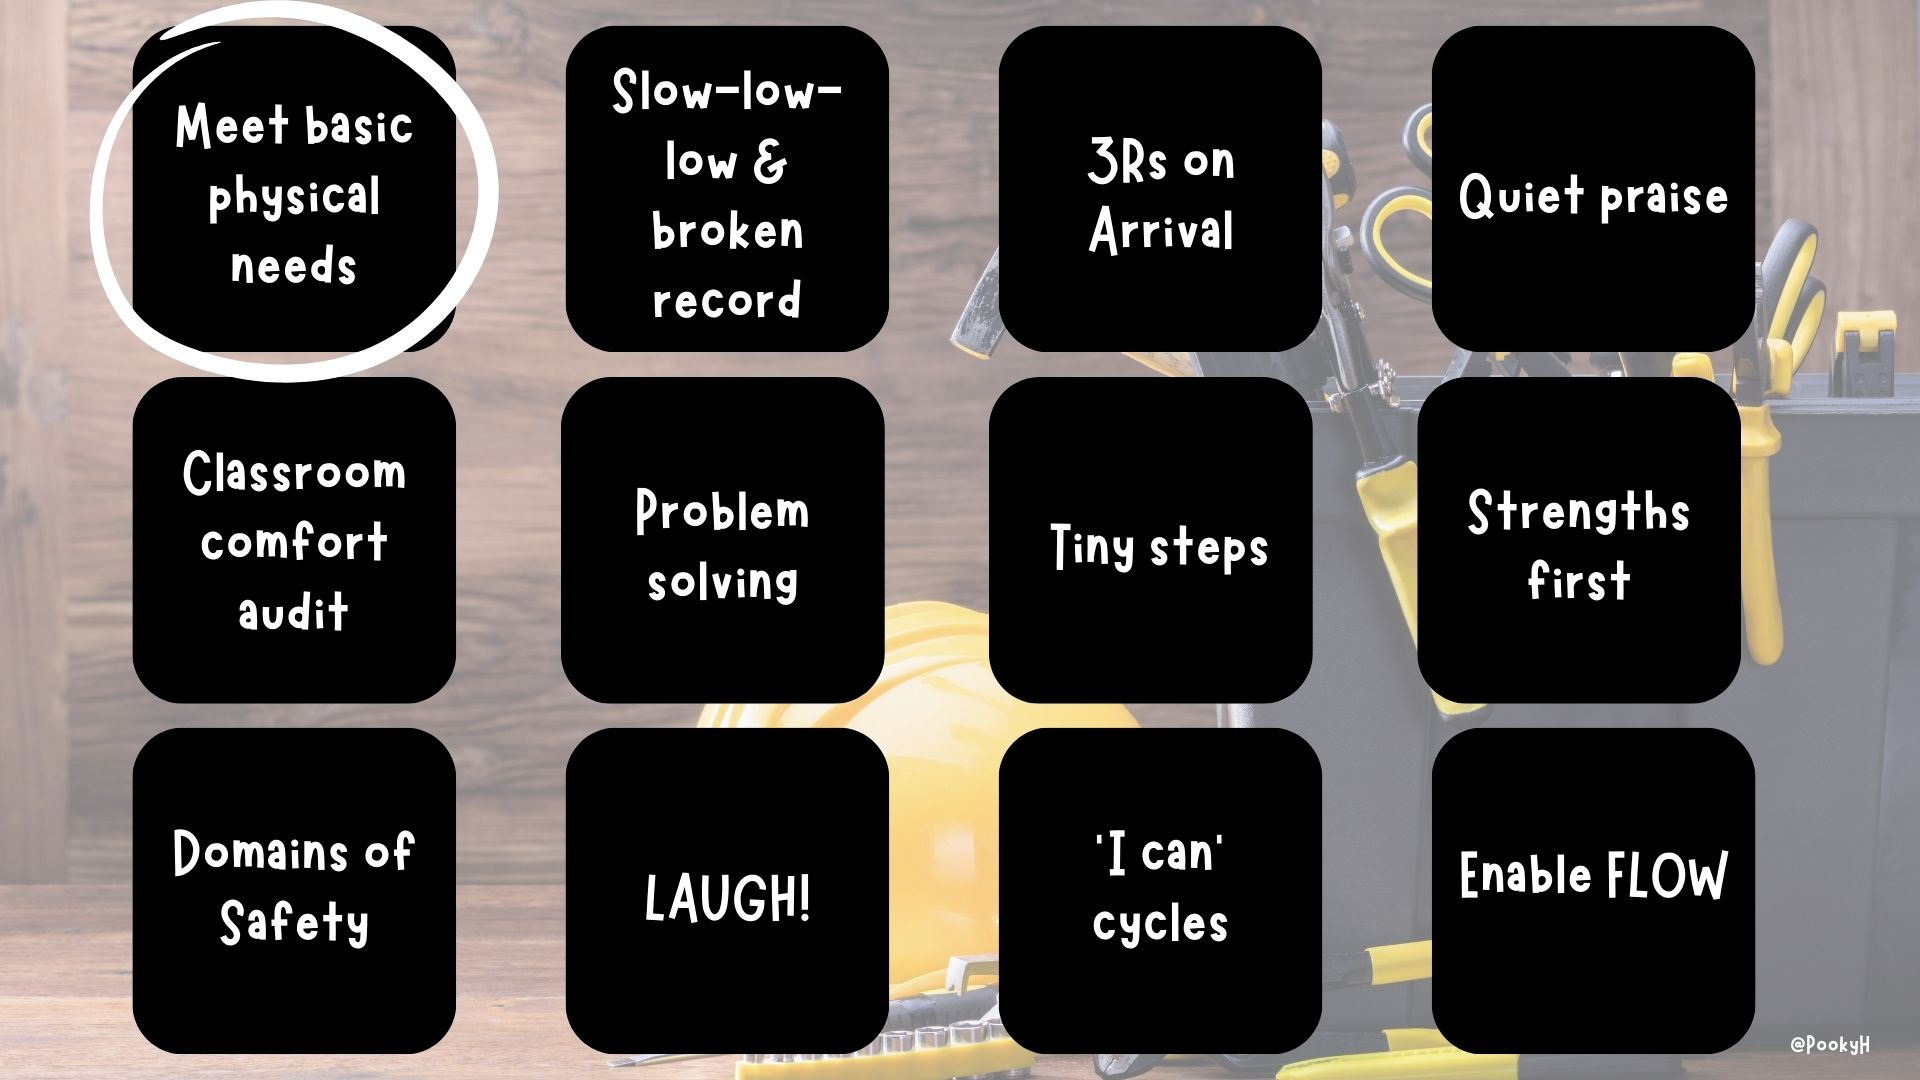 Meet basic
physical
needs
Slow-low-
low &
broken
record
3Rs on
Arrival
Quiet praise
Classroom
comfort
audit
Problem
solving
Tiny steps
Strengths
first
Domains of
Safety
LAUGH!
'I can'
cycles
Enable FLOW
@PookyH